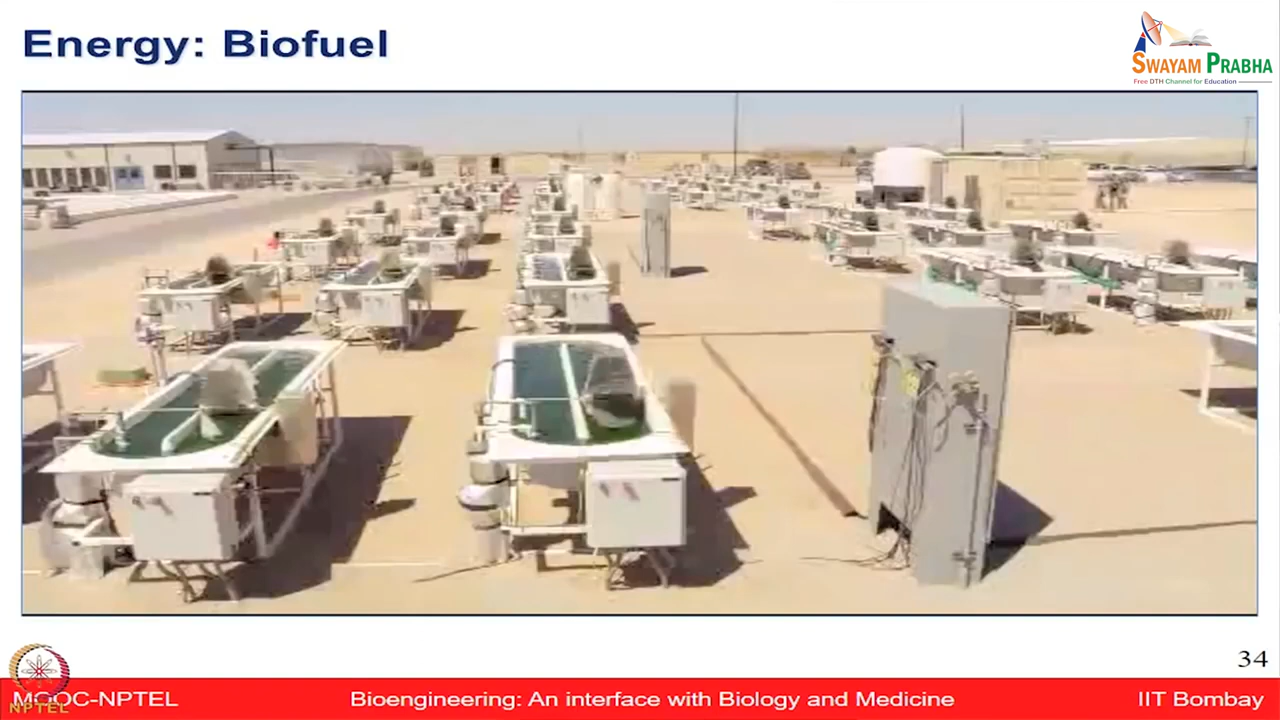 Energy: Biofuel
SWAYAM PRABHA
Free DTH Channel for Education
34
MOOC-NPTEL
Bioengineering: An interface with Biology and Medicine
IIT Bombay
NPTEL